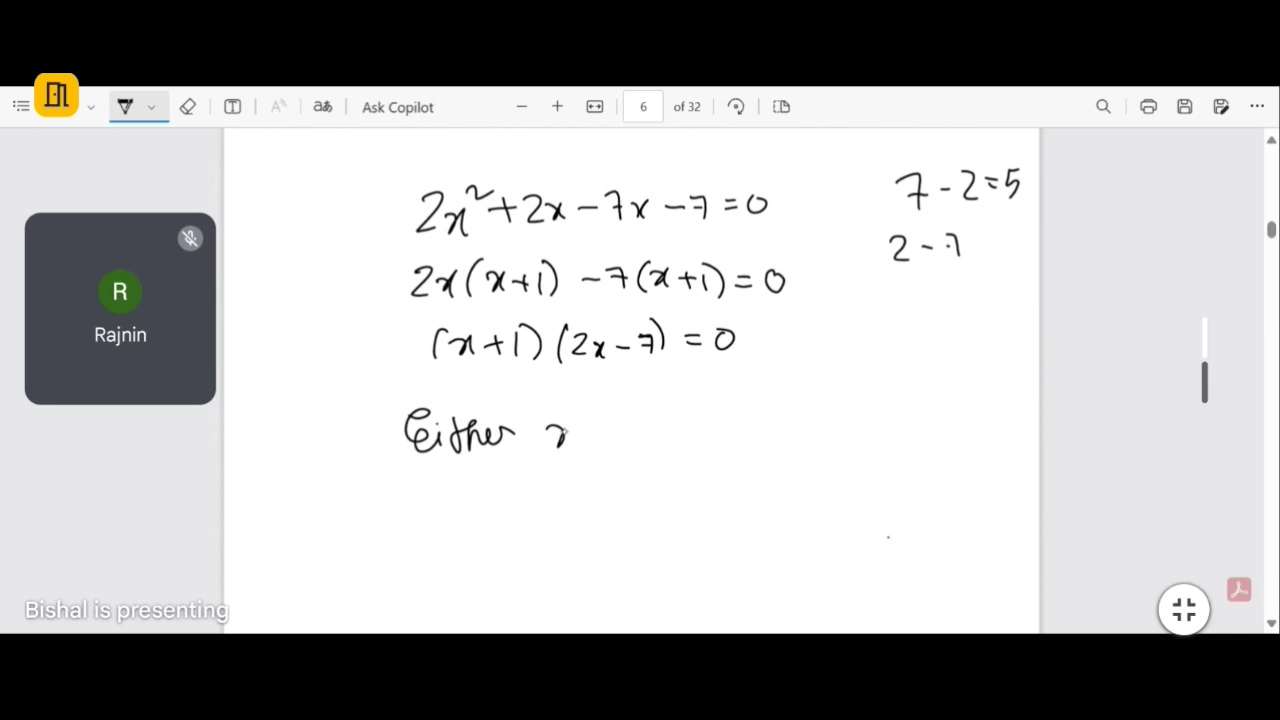 Ask Copilot
6 of 32
2x²+2x-7x-7=0
7-2=5
2-7
2x(x+1) -7(x+1)=0
(x+1)(2x-7)=0
R
Rajnin
Either x
Bishal is presenting